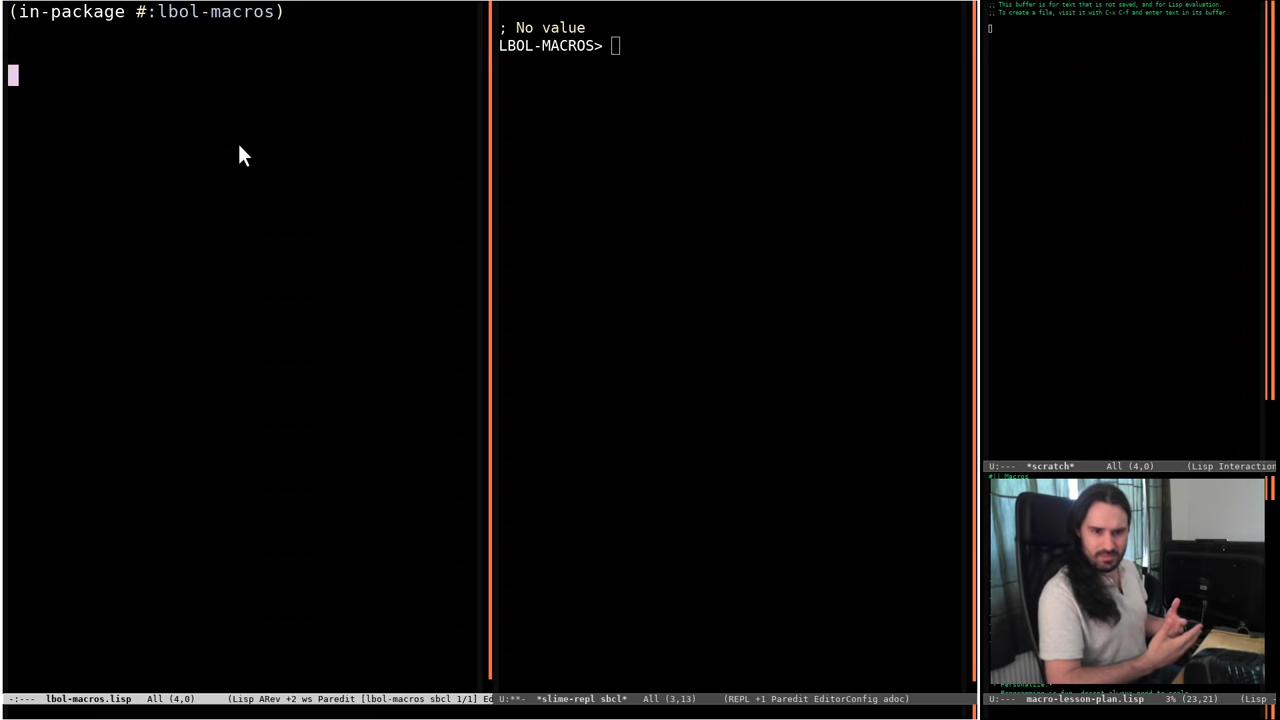 (in-package #:lbol-macros)
; No value
LBOL-MACROS>
;; This buffer is for text that is not saved, and for Lisp evaluation.
;; To create a file, visit it with C-x C-f and enter text in its buffer.
U:--- *scratch* All (4,0) (Lisp Interaction
#|| Macros
-:--- lbol-macros.lisp All (4,0) (Lisp ARev +2 ws Paredit [lbol-macros sbcl 1/1] Ed
U:**- *slime-repl sbcl* All (3,13) (REPL +1 Paredit EditorConfig adoc)
U:--- macro-lesson-plan.lisp 3% (23,21) (Lisp